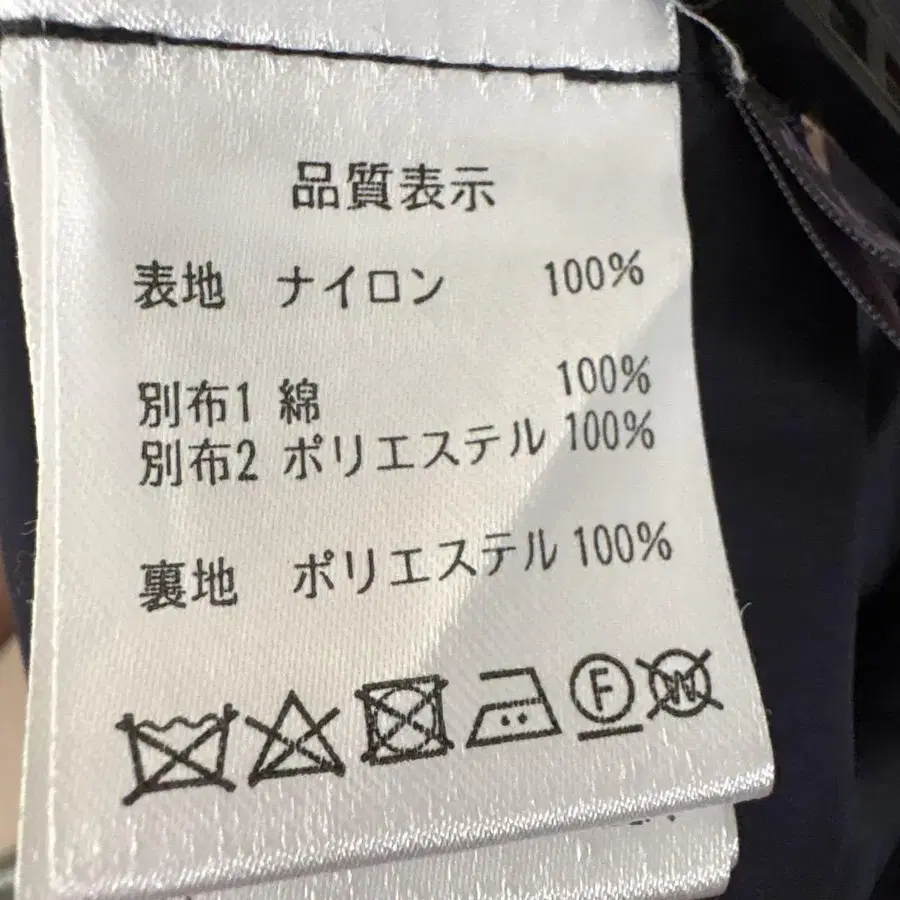 品質表示
表地 ナイロン 100%
別布1 綿 100%
別布2 ポリエステル 100%
裏地 ポリエステル 100%
F W